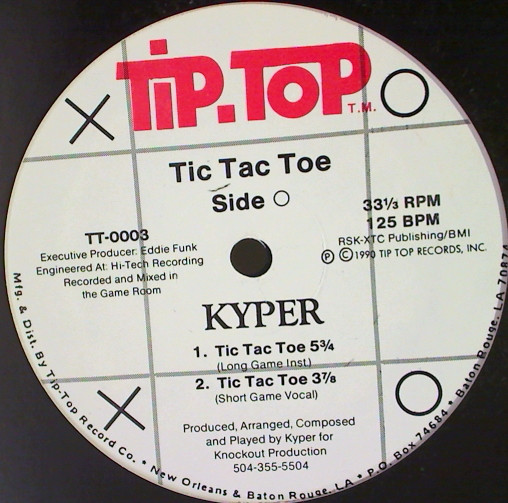 TIP.TOP
T.M.
Tic Tac Toe
Side O
33⅓ RPM
125 BPM
RSK-XTC Publishing/BMI
Ⓟ © 1990 TIP TOP RECORDS, INC.
TT-0003
Executive Producer: Eddie Funk
Engineered At: Hi-Tech Recording
Recorded and Mixed in
the Game Room
KYPER
1. Tic Tac Toe 5¾
(Long Game Inst)
2. Tic Tac Toe 3⅞
(Short Game Vocal)
Produced, Arranged, Composed
and Played by Kyper for
Knockout Production
504-355-5504
Mfg. & Dist. By Tip-Top Record Co. • New Orleans & Baton Rouge, LA • P.O. Box 74684 • Baton Rouge, LA 70874